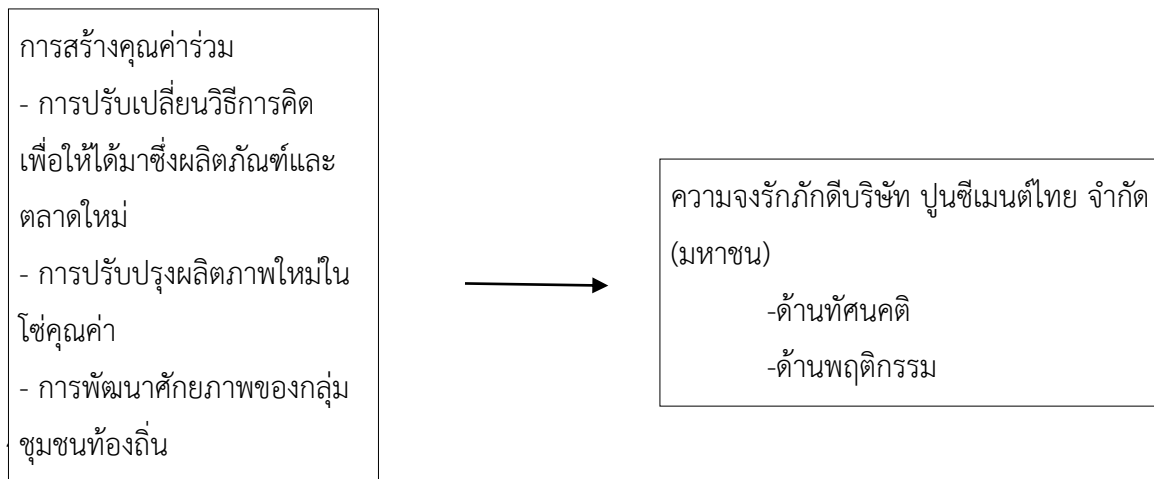 การสร้างคุณค่าร่วม
- การปรับเปลี่ยนวิธีการคิด
เพื่อให้ได้มาซึ่งผลิตภัณฑ์และ
ตลาดใหม่
- การปรับปรุงผลิตภาพใหม่ใน
โซ่คุณค่า
- การพัฒนาศักยภาพของกลุ่ม
ชุมชนท้องถิ่น
ความจงรักภักดีบริษัท ปูนซีเมนต์ไทย จำกัด
(มหาชน)
-ด้านทัศนคติ
-ด้านพฤติกรรม